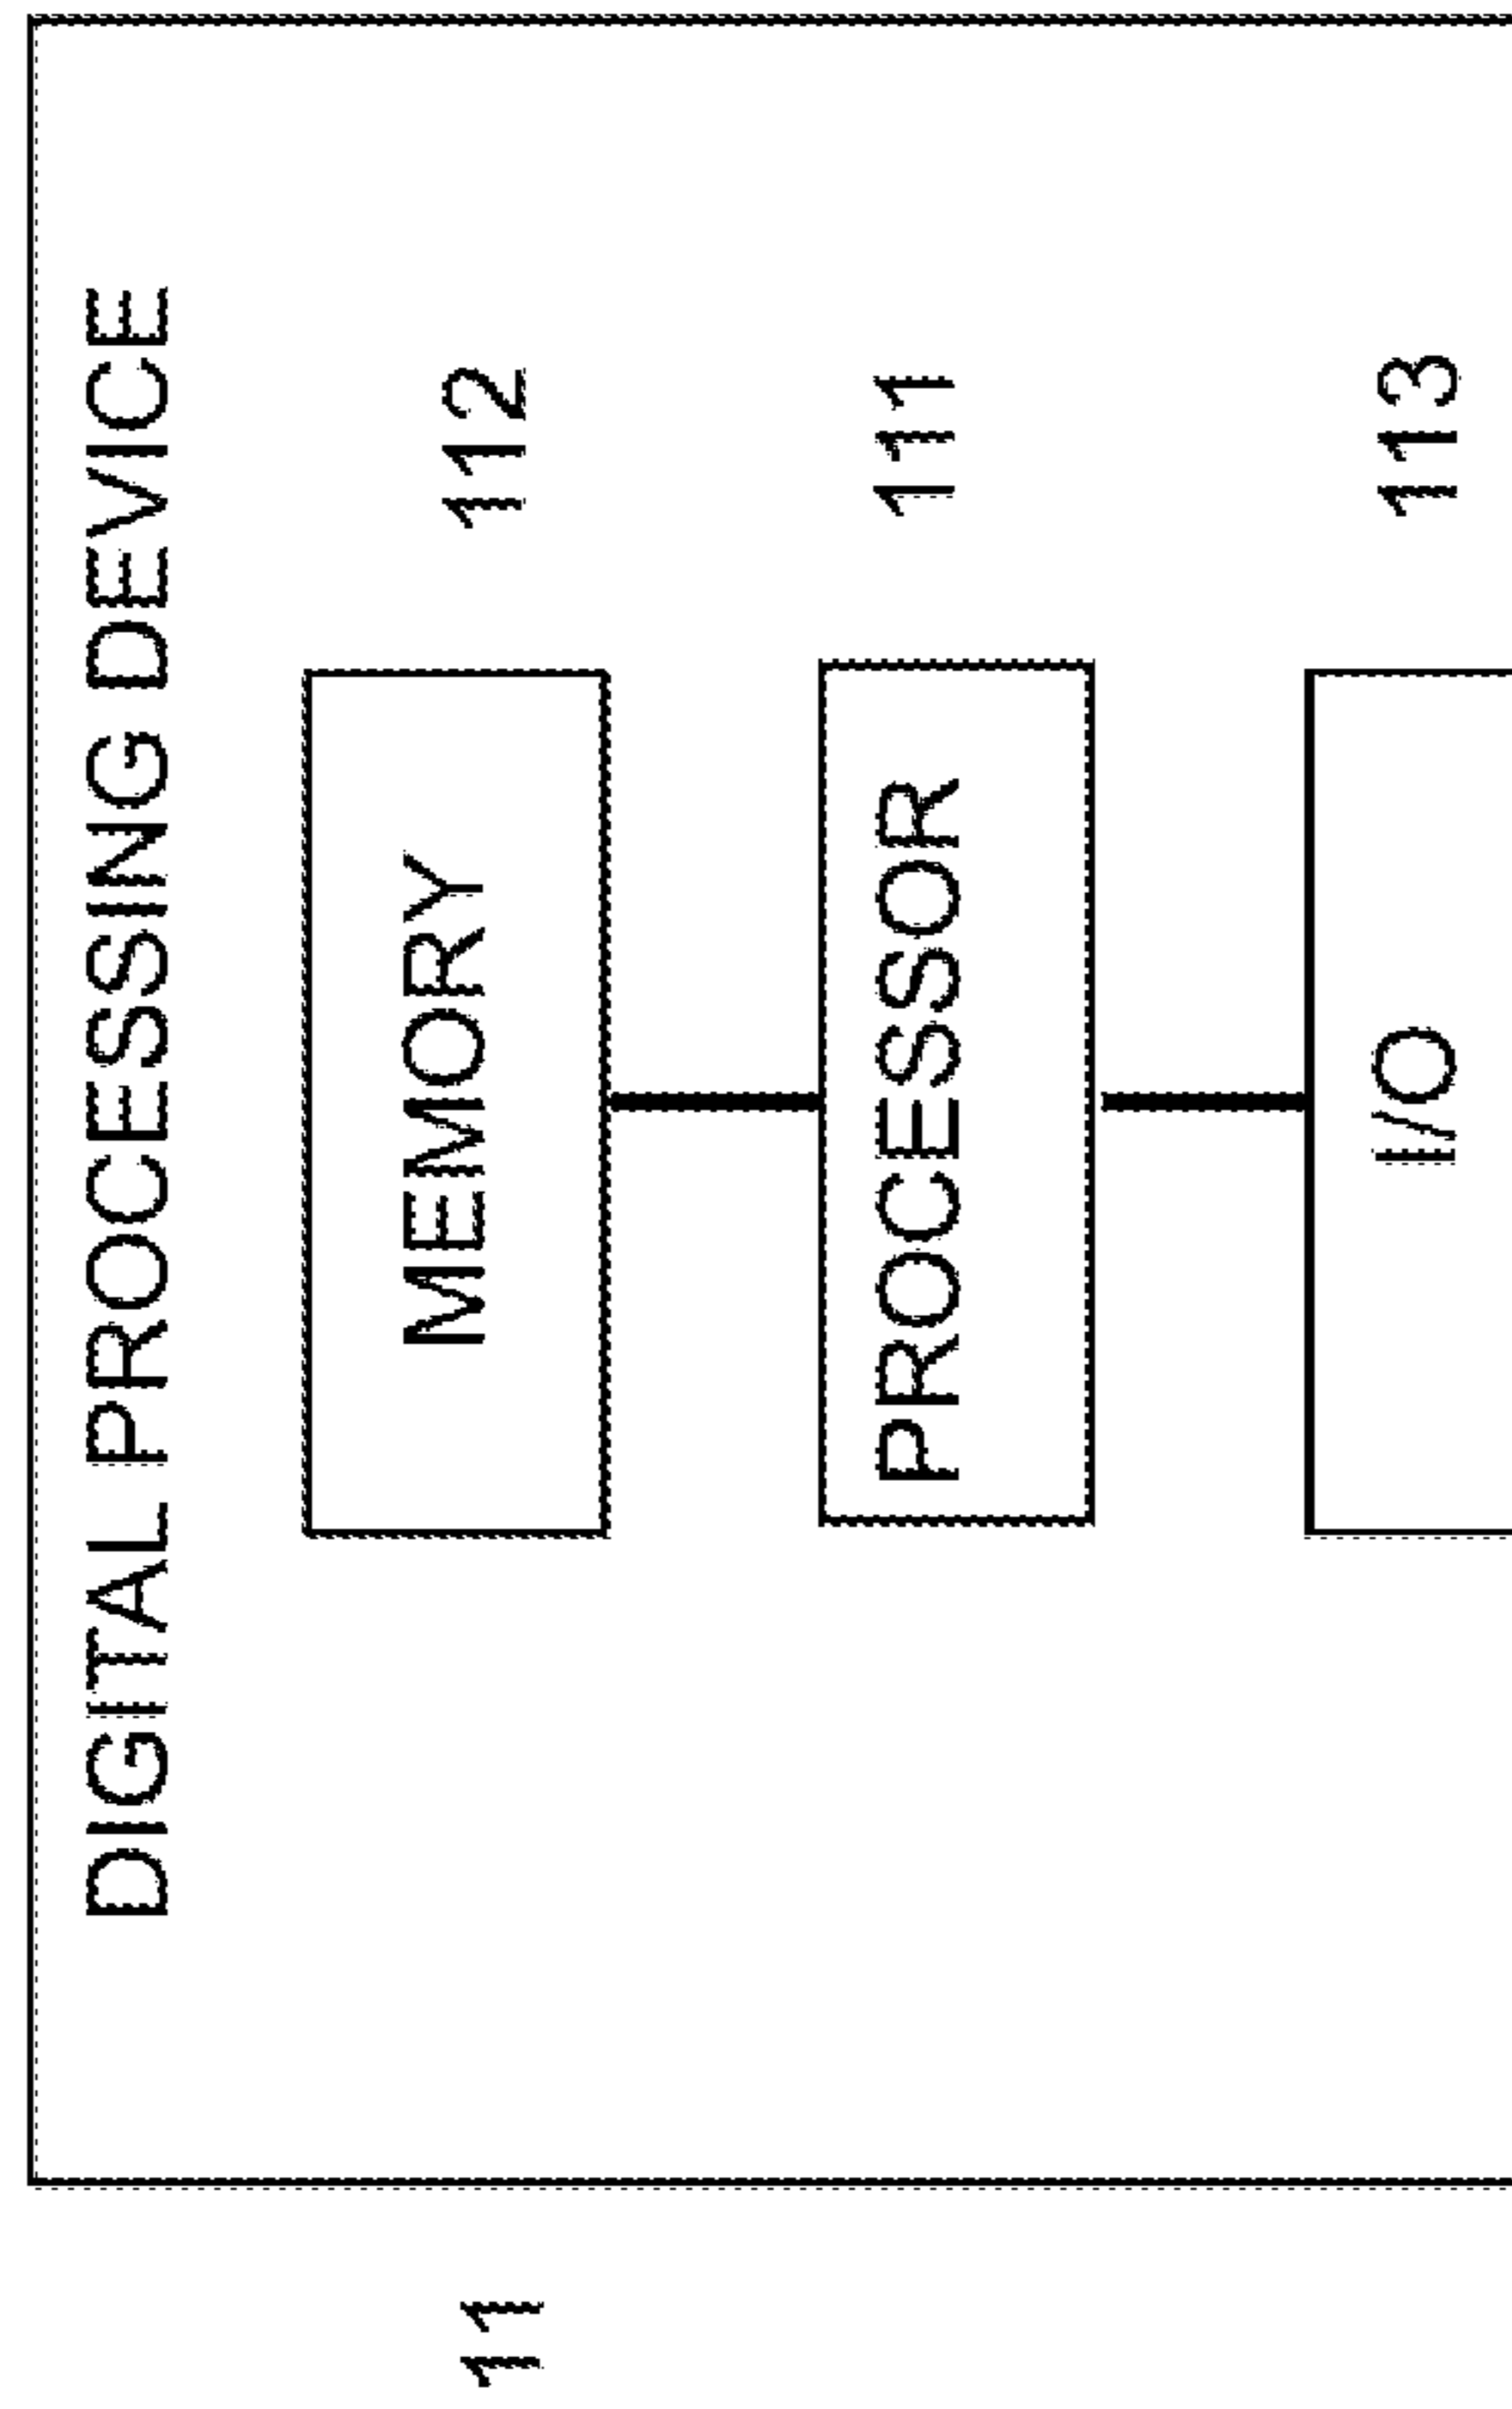 DIGITAL PROCESSING DEVICE
11
MEMORY
112
PROCESSOR
111
I/O
113